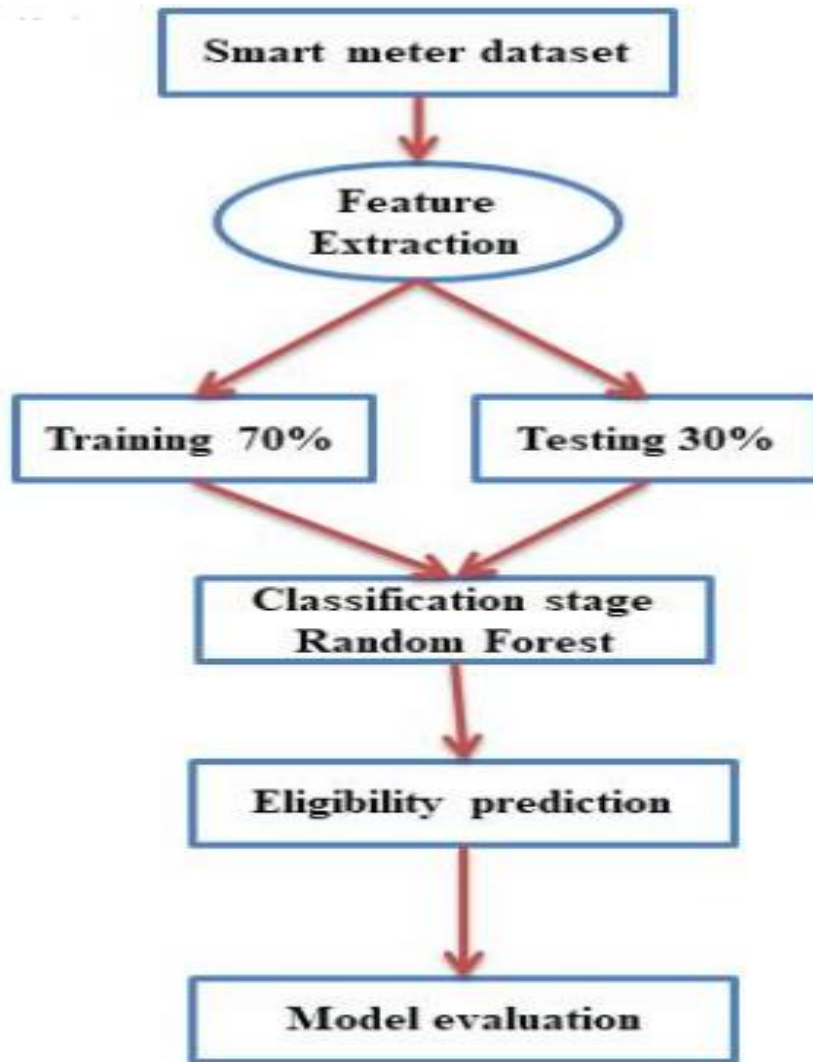 Smart meter dataset
Feature
Extraction
Training 70%
Testing 30%
Classification stage
Random Forest
Eligibility prediction
Model evaluation